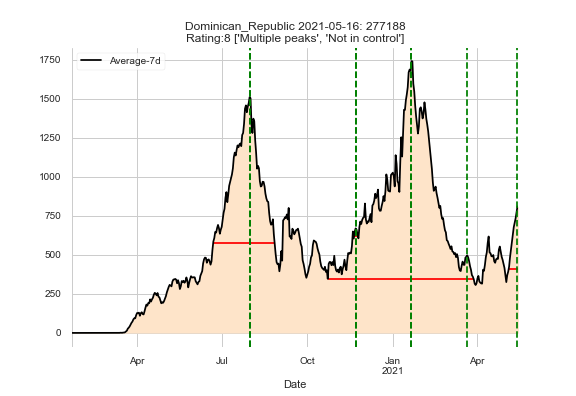 Dominican_Republic 2021-05-16: 277188
Rating:8 ['Multiple peaks', 'Not in control']
Average-7d
1750
1500
1250
1000
750
500
250
0
Apr Jul Oct Jan Apr
2021
Date